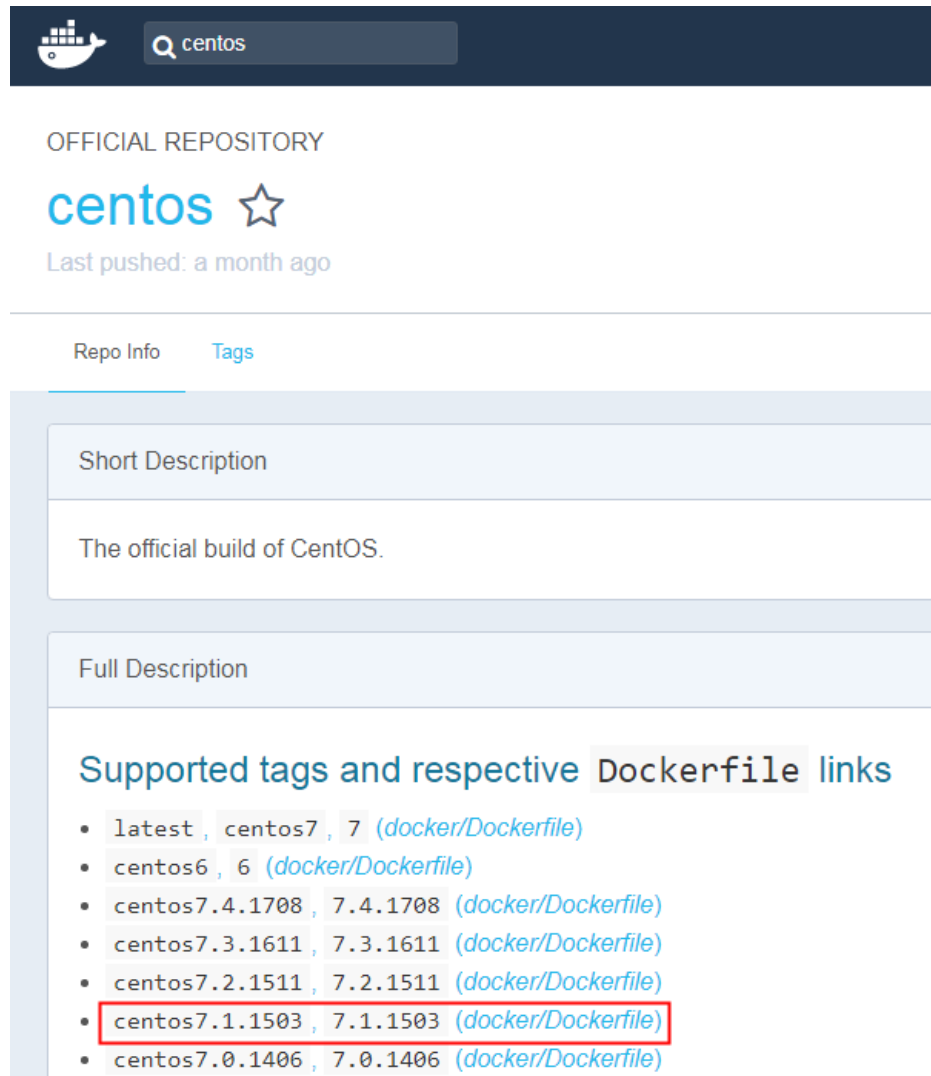 centos
OFFICIAL REPOSITORY
centos
Last pushed: a month ago
Repo Info Tags
Short Description
The official build of CentOS.
Full Description
Supported tags and respective Dockerfile links
• latest , centos7 , 7 (docker/Dockerfile)
• centos6 , 6 (docker/Dockerfile)
• centos7.4.1708 , 7.4.1708 (docker/Dockerfile)
• centos7.3.1611 , 7.3.1611 (docker/Dockerfile)
• centos7.2.1511 , 7.2.1511 (docker/Dockerfile)
• centos7.1.1503 , 7.1.1503 (docker/Dockerfile)
• centos7.0.1406 , 7.0.1406 (docker/Dockerfile)